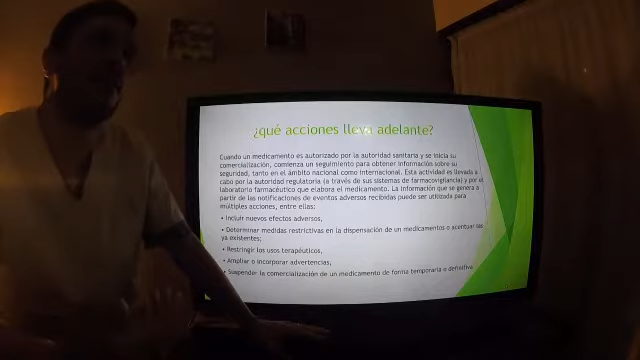 ¿qué acciones lleva adelante?
Cuando un medicamento es autorizado por la autoridad sanitaria y se inicia su
comercialización, comienza un seguimiento para obtener información sobre su
seguridad, tanto en el ámbito nacional como internacional. Esta actividad es llevada a
cabo por la autoridad regulatoria (a través de sus sistemas de farmacovigilancia) y por el
laboratorio farmacéutico que elabora el medicamento. La información que se genera a
partir de las notificaciones de eventos adversos recibidas puede ser utilizada para
múltiples acciones, entre ellas:
• Incluir nuevos efectos adversos,
• Determinar medidas restrictivas en la dispensación de un medicamentos o acentuar las
ya existentes;
• Restringir los usos terapéuticos,
• Ampliar o incorporar advertencias,
• Suspender la comercialización de un medicamento de forma temporaria o definitiva